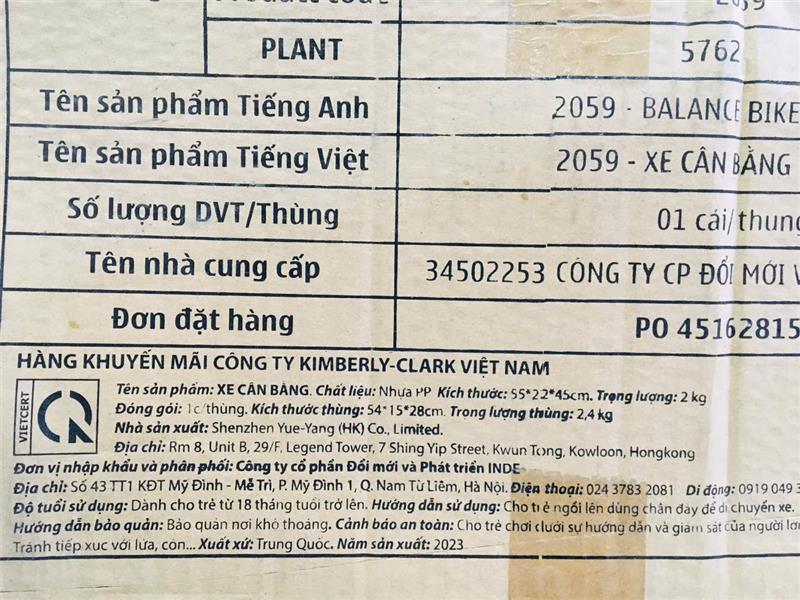 PLANT 5762
Tên sản phẩm Tiếng Anh 2059 - BALANCE BIKE
Tên sản phẩm Tiếng Việt 2059 - XE CÂN BẰNG
Số lượng DVT/Thùng 01 cái/thung
Tên nhà cung cấp 34502253 CÔNG TY CP ĐỔI MỚI
Đơn đặt hàng PO 45162815
HÀNG KHUYẾN MÃI CÔNG TY KIMBERLY-CLARK VIỆT NAM
VIETCERT
Tên sản phẩm: XE CÂN BẰNG. Chất liệu: Nhựa PP Kích thước: 55*22*45cm. Trọng lượng: 2 kg
Đóng gói: 1c/thùng. Kích thước thùng: 54*15*28cm. Trọng lượng thùng: 2,4 kg
Nhà sản xuất: Shenzhen Yue-Yang (HK) Co., Limited.
Địa chỉ: Rm 8, Unit B, 29/F, Legend Tower, 7 Shing Yip Street, Kwun Tong, Kowloon, Hongkong
Đơn vị nhập khẩu và phân phối: Công ty cổ phần Đổi mới và Phát triển INDE
Địa chỉ: Số 43 TT1 KĐT Mỹ Đình - Mễ Trì, P. Mỹ Đình 1, Q. Nam Từ Liêm, Hà Nội. Điện thoại: 024 3783 2081 Di động: 0919 049 3
Độ tuổi sử dụng: Dành cho trẻ từ 18 tháng tuổi trở lên. Hướng dẫn sử dụng: Cho trẻ ngồi lên dùng chân đẩy để di chuyển xe.
Hướng dẫn bảo quản: Bảo quản nơi khô thoáng. Cảnh báo an toàn: Cho trẻ chơi dưới sự hướng dẫn và giám sát của người lớn
Tránh tiếp xúc với lửa, cồn... Xuất xứ: Trung Quốc. Năm sản xuất: 2023